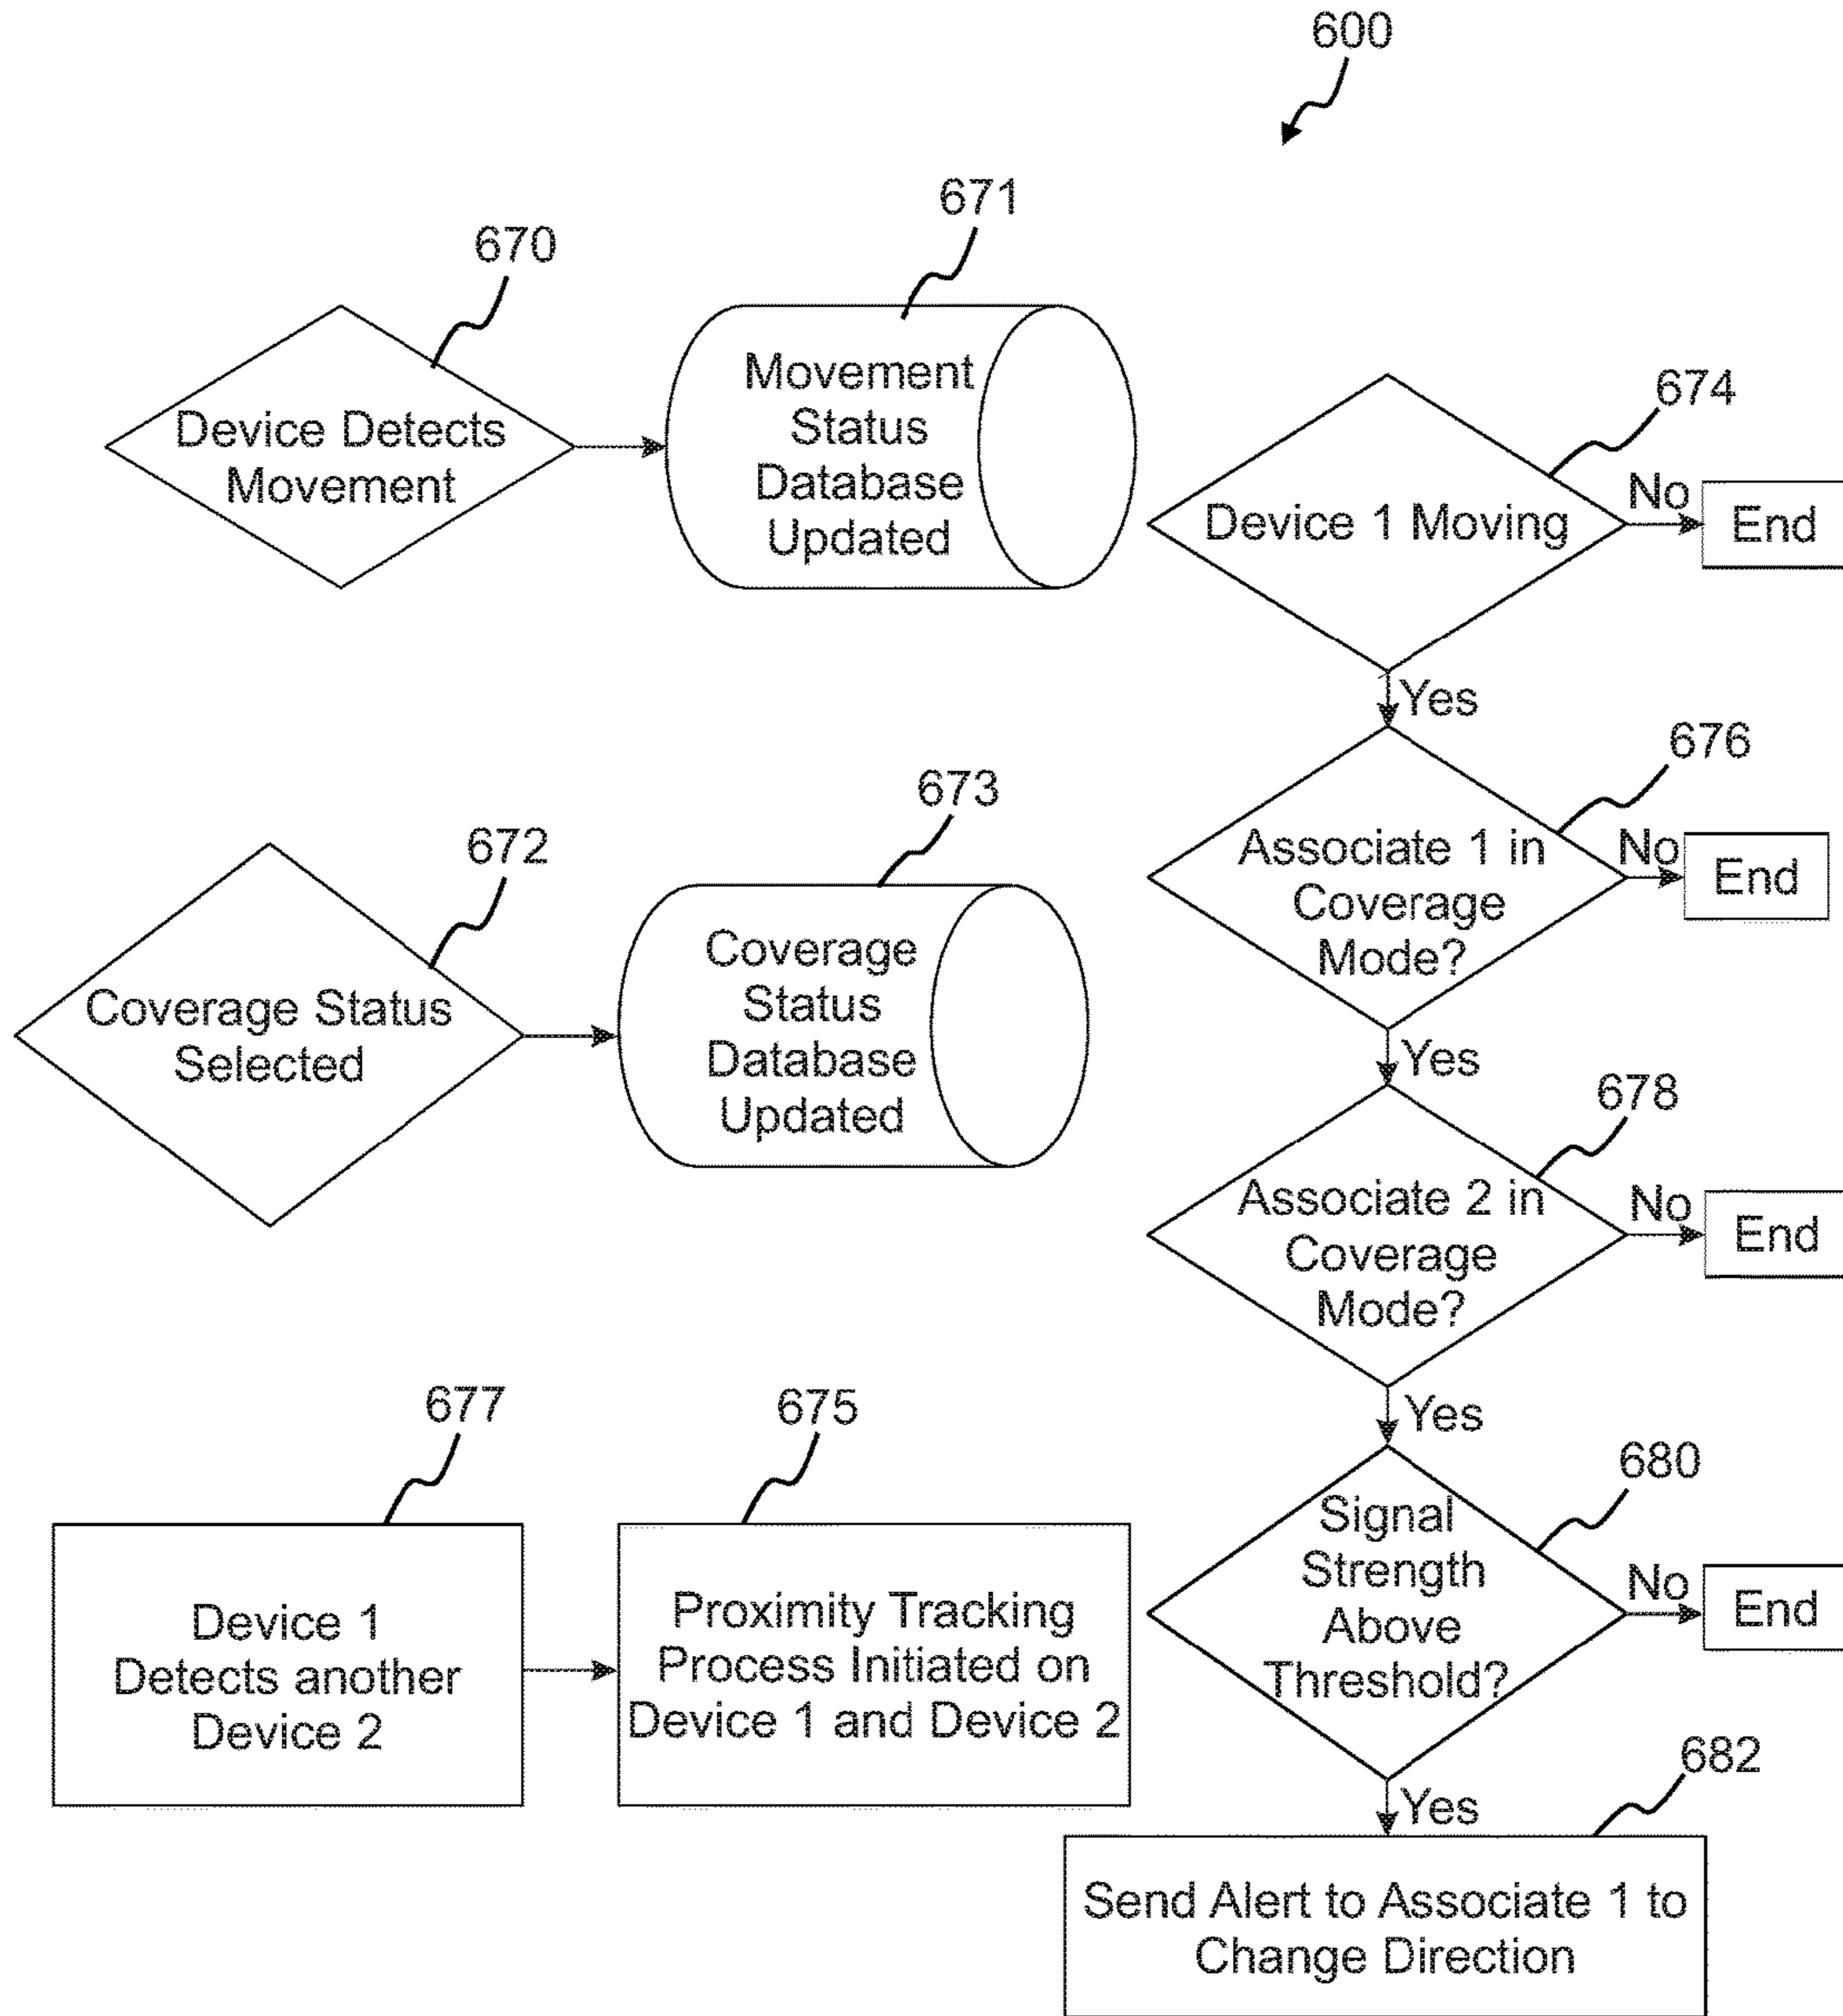 600
670
Device Detects
Movement
671
Movement
Status
Database
Updated
674
Device 1 Moving
No
End
Yes
672
Coverage Status
Selected
673
Coverage
Status
Database
Updated
676
Associate 1 in
Coverage
Mode?
No
End
Yes
678
Associate 2 in
Coverage
Mode?
No
End
Yes
677
Device 1
Detects another
Device 2
675
Proximity Tracking
Process Initiated on
Device 1 and Device 2
680
Signal
Strength
Above
Threshold?
No
End
Yes
682
Send Alert to Associate 1 to
Change Direction